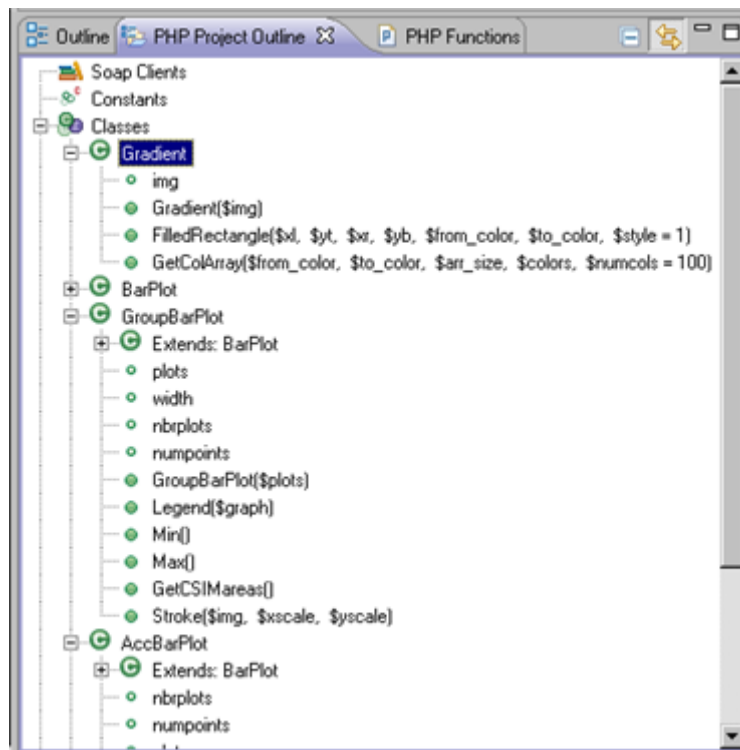 Outline PHP Project Outline PHP Functions
Soap Clients
Constants
Classes
Gradient
img
Gradient($img)
FilledRectangle($xl, $yt, $xr, $yb, $from_color, $to_color, $style = 1)
GetColArray($from_color, $to_color, $arr_size, $colors, $numcols = 100)
BarPlot
GroupBarPlot
Extends: BarPlot
plots
width
nbrplots
numpoints
GroupBarPlot($plots)
Legend($graph)
Min()
Max()
GetCSIMareas()
Stroke($img, $xscale, $yscale)
AccBarPlot
Extends: BarPlot
nbrplots
numpoints